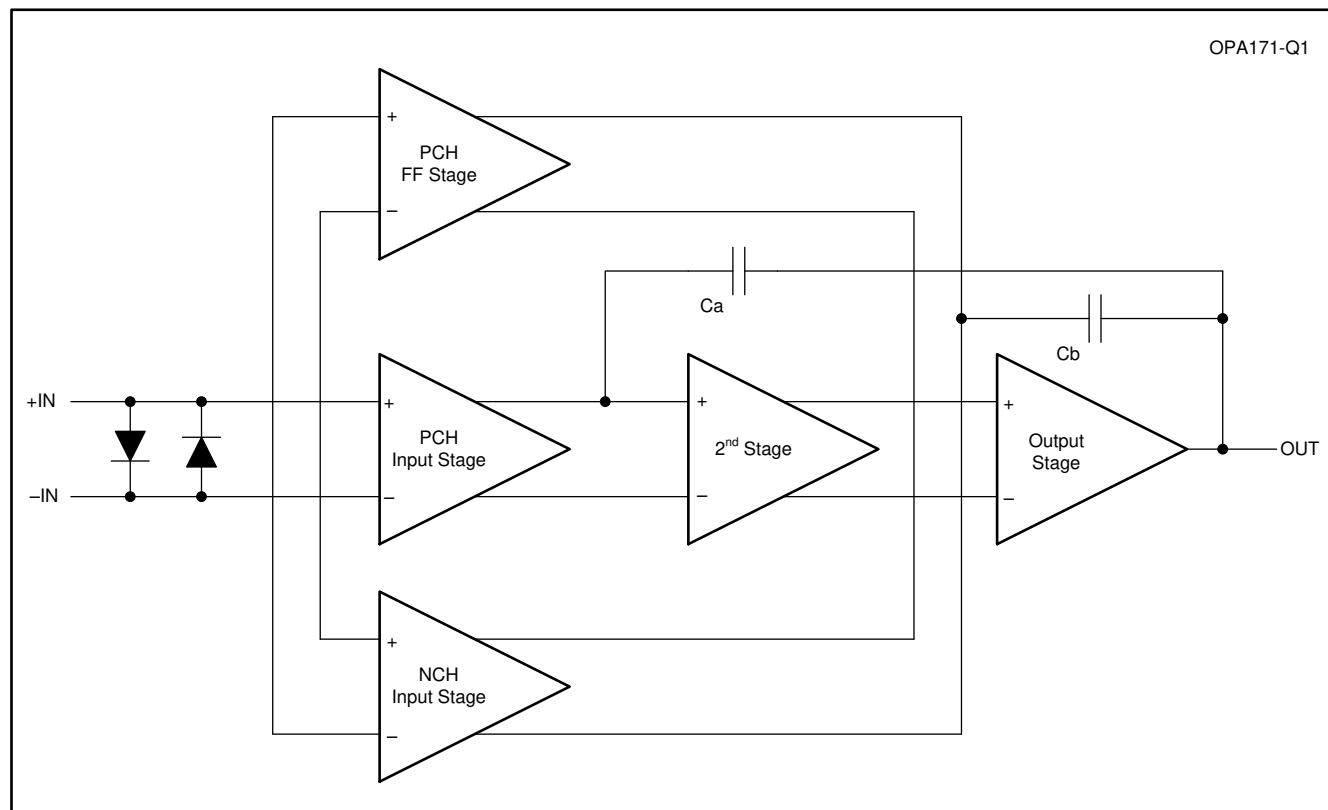 OPA171-Q1
+
PCH
FF Stage
–
Ca
Cb
+IN
+
PCH
Input Stage
–
+
2nd Stage
–
+
Output
Stage
–
OUT
–IN
+
NCH
Input Stage
–